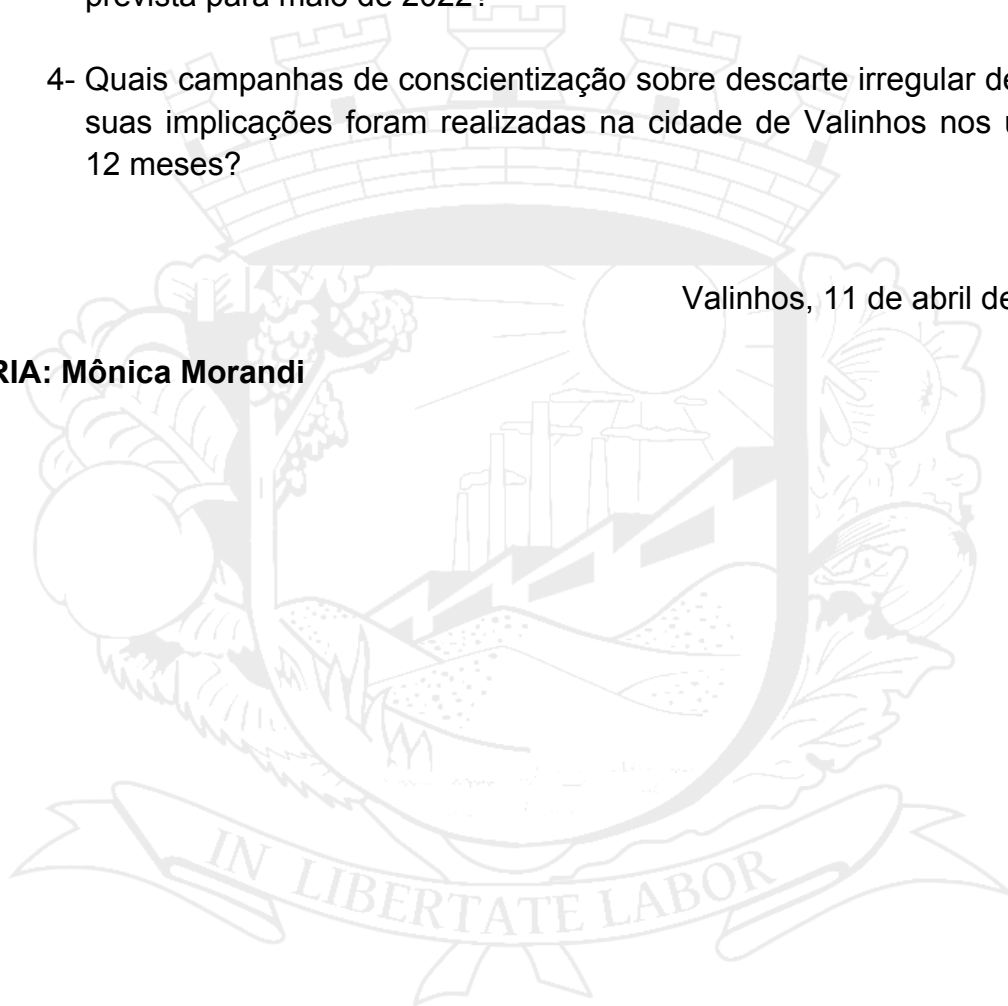 prevista para maio de 2022?
4- Quais campanhas de conscientização sobre descarte irregular de
suas implicações foram realizadas na cidade de Valinhos nos
12 meses?
Valinhos, 11 de abril de
RIA: Mônica Morandi
IN LIBERTATE LABOR